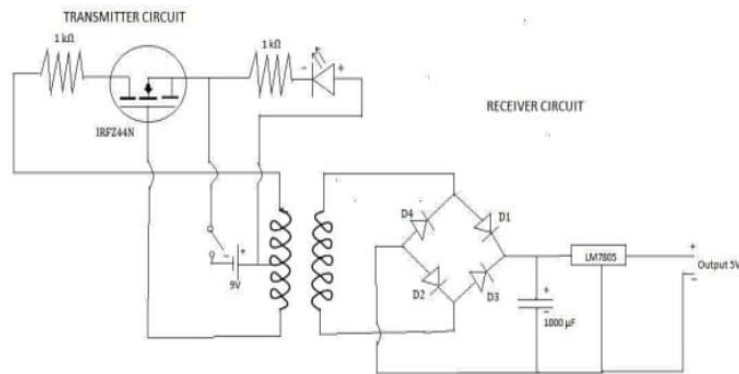 TRANSMITTER CIRCUIT
1 kΩ
1 kΩ
- +
IRFZ44N
RECEIVER CIRCUIT
D4
D1
- +
9V
D2
D3
LM7805
+
Output 5V
-
+
-
1000 μF